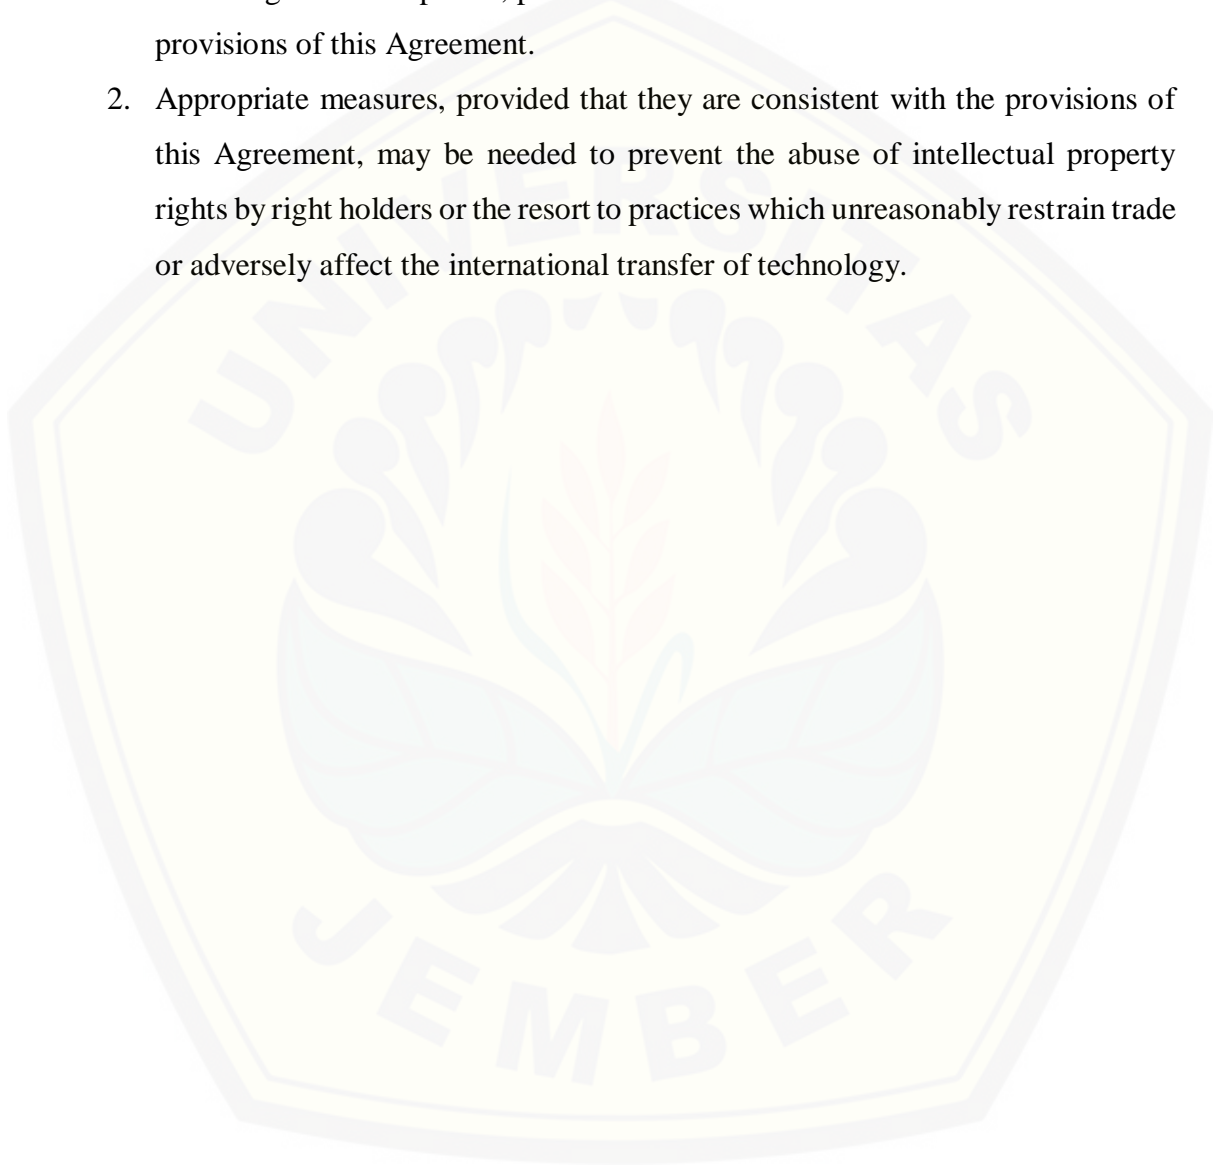 provisions of this Agreement.
2. Appropriate measures, provided that they are consistent with the provisions of
this Agreement, may be needed to prevent the abuse of intellectual property
rights by right holders or the resort to practices which unreasonably restrain trade
or adversely affect the international transfer of technology.
UNIVERSITAS
JEMBER